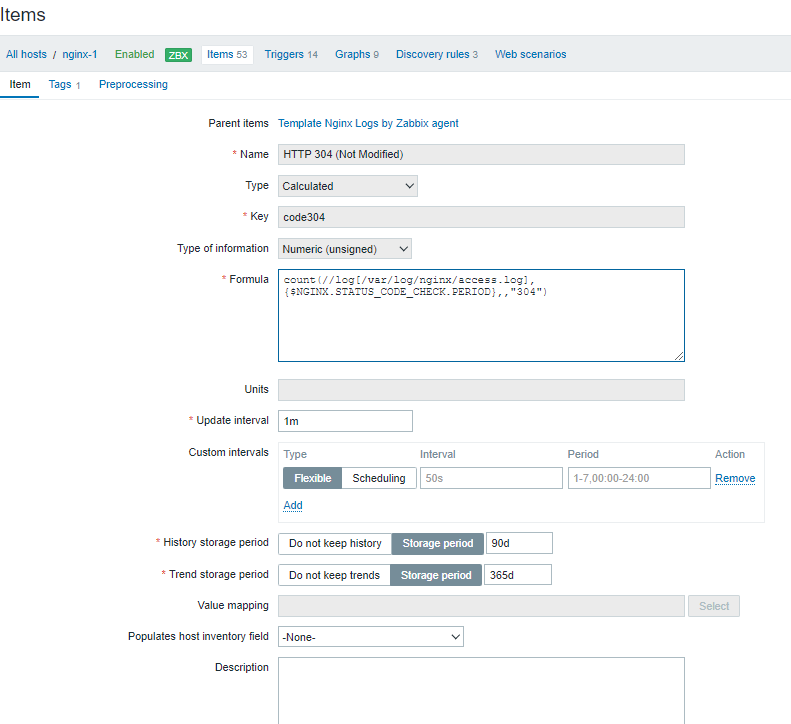 Items
All hosts / nginx-1 Enabled ZBX Items 53 Triggers 14 Graphs 9 Discovery rules 3 Web scenarios
Item Tags 1 Preprocessing
Parent items Template Nginx Logs by Zabbix agent
* Name HTTP 304 (Not Modified)
Type Calculated
* Key code304
Type of information Numeric (unsigned)
* Formula count(//log[/var/log/nginx/access.log],
{$NGINX.STATUS_CODE_CHECK.PERIOD},,"304")
Units
* Update interval 1m
Custom intervals Type Interval Period Action
Flexible Scheduling 50s 1-7,00:00-24:00 Remove
Add
* History storage period Do not keep history Storage period 90d
* Trend storage period Do not keep trends Storage period 365d
Value mapping Select
Populates host inventory field -None-
Description